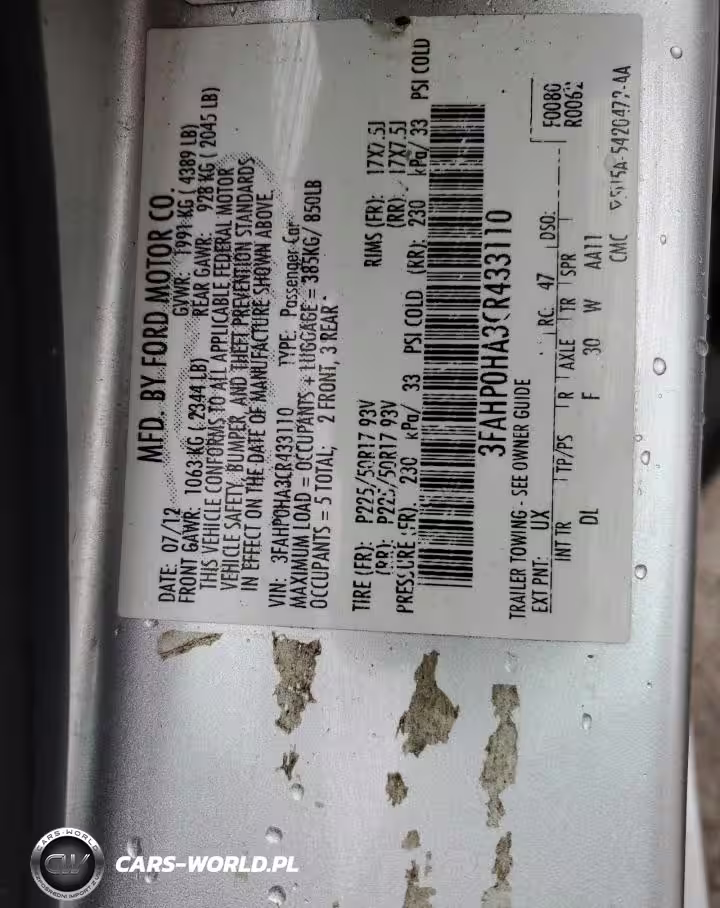 MFD. BY FORD MOTOR CO.
DATE: 07/12 GVWR: 1991 KG ( 4389 LB)
FRONT GAWR: 1063 KG ( 2344 LB) REAR GAWR: 928 KG ( 2045 LB)
THIS VEHICLE CONFORMS TO ALL APPLICABLE FEDERAL MOTOR
VEHICLE SAFETY, BUMPER, AND THEFT PREVENTION STANDARDS
IN EFFECT ON THE DATE OF MANUFACTURE SHOWN ABOVE.
VIN: 3FAHP0HA3CR433110 TYPE: Passenger Car
MAXIMUM LOAD = OCCUPANTS + LUGGAGE = 385KG/ 850LB
OCCUPANTS = 5 TOTAL: 2 FRONT, 3 REAR
TIRE (FR): P225/50R17 93V RIMS (FR): 17X7.5J
(RR): P225/50R17 93V (RR): 17X7.5J
PRESSURE (FR): 230 kPa/ 33 PSI COLD (RR): 230 kPa/ 33 PSI COLD
3FAHP0HA3CR433110
TRAILER TOWING - SEE OWNER GUIDE
EXT PNT: UX RC: 47 DSO: F0080
R0062
INT TR TP/PS R AXLE TR SPR
DL F 30 W AA11
CMC
CARS-WORLD
CW
CARS-WORLD.PL